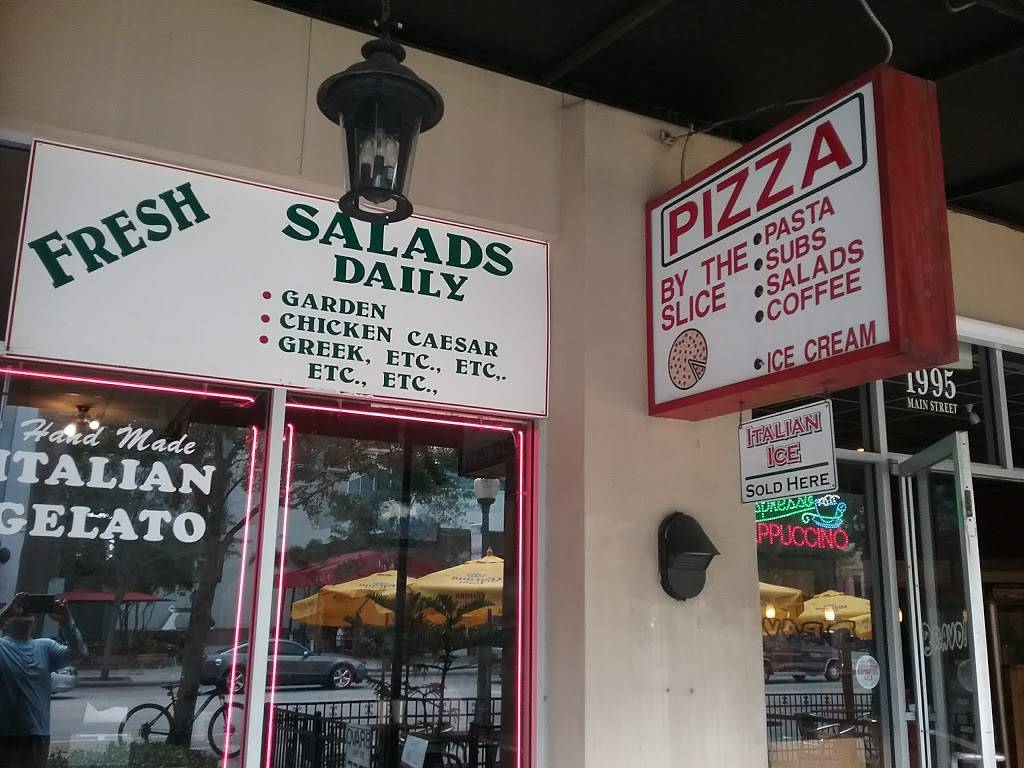 FRESH
SALADS
DAILY
• GARDEN
• CHICKEN CAESAR
• GREEK, ETC., ETC,.
ETC., ETC.,
Hand Made
ITALIAN
GELATO
PIZZA
BY THE
SLICE
• PASTA
• SUBS
• SALADS
• COFFEE
• ICE CREAM
ITALIAN
ICE
SOLD HERE
1995
MAIN STREET
spresso
PPUCCINO